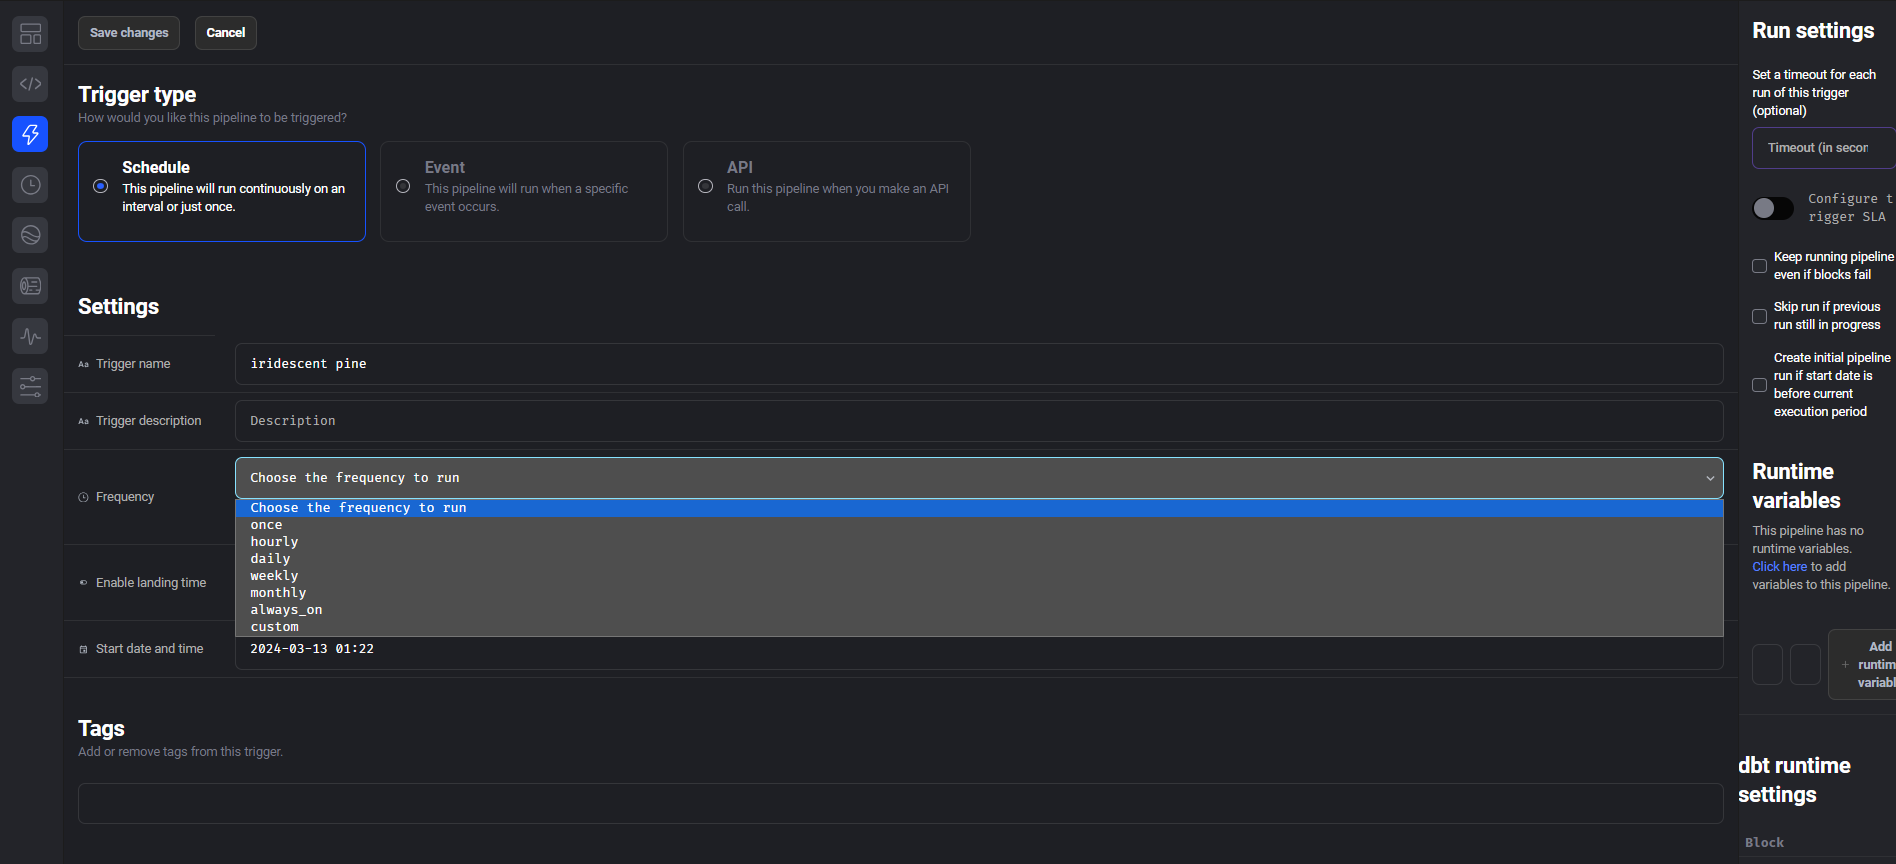 Save changes
Cancel
Trigger type
How would you like this pipeline to be triggered?
Schedule
This pipeline will run continuously on an
interval or just once.
Event
This pipeline will run when a specific
event occurs.
API
Run this pipeline when you make an API
call.
Settings
Aa Trigger name
iridescent pine
Aa Trigger description
Description
Frequency
Choose the frequency to run
Choose the frequency to run
once
hourly
daily
weekly
monthly
always_on
custom
Enable landing time
Start date and time
2024-03-13 01:22
Tags
Add or remove tags from this trigger.
Run settings
Set a timeout for each
run of this trigger
(optional)
Timeout (in secon
Configure t
rigger SLA
Keep running pipeline
even if blocks fail
Skip run if previous
run still in progress
Create initial pipeline
run if start date is
before current
execution period
Runtime
variables
This pipeline has no
runtime variables.
Click here to add
variables to this pipeline.
+ Add
runtim
variabl
dbt runtime
settings
Block